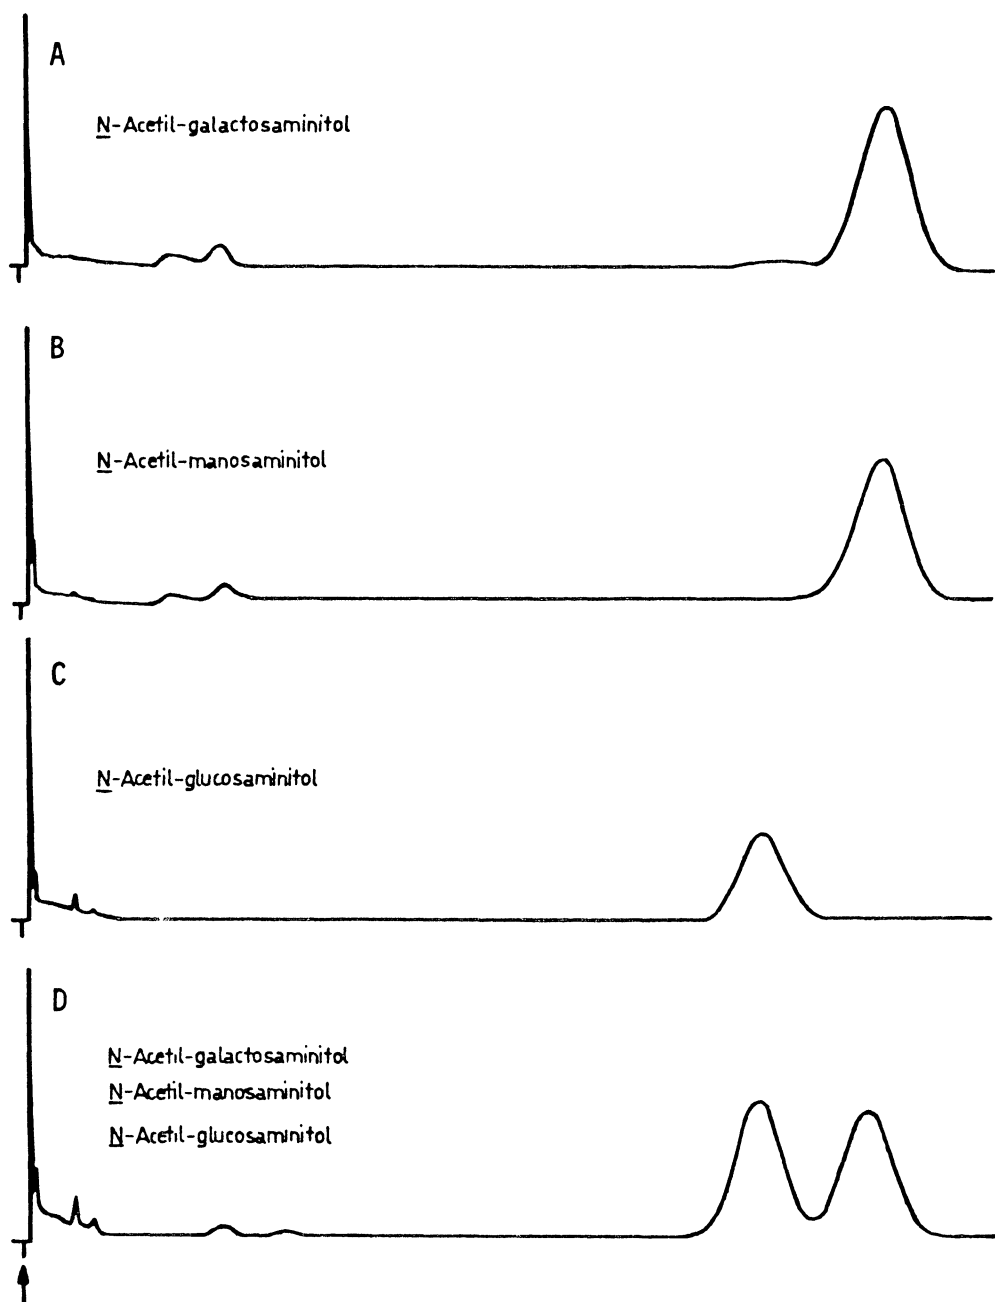 A
N-Acetil-galactosaminitol
B
N-Acetil-manosaminitol
C
N-Acetil-glucosaminitol
D
N-Acetil-galactosaminitol
N-Acetil-manosaminitol
N-Acetil-glucosaminitol